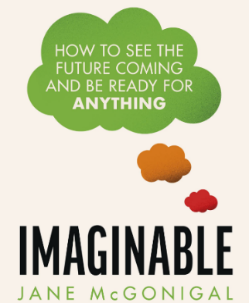 HOW TO SEE THE
FUTURE COMING
AND BE READY FOR
ANYTHING
IMAGINABLE
JANE McGONIGAL